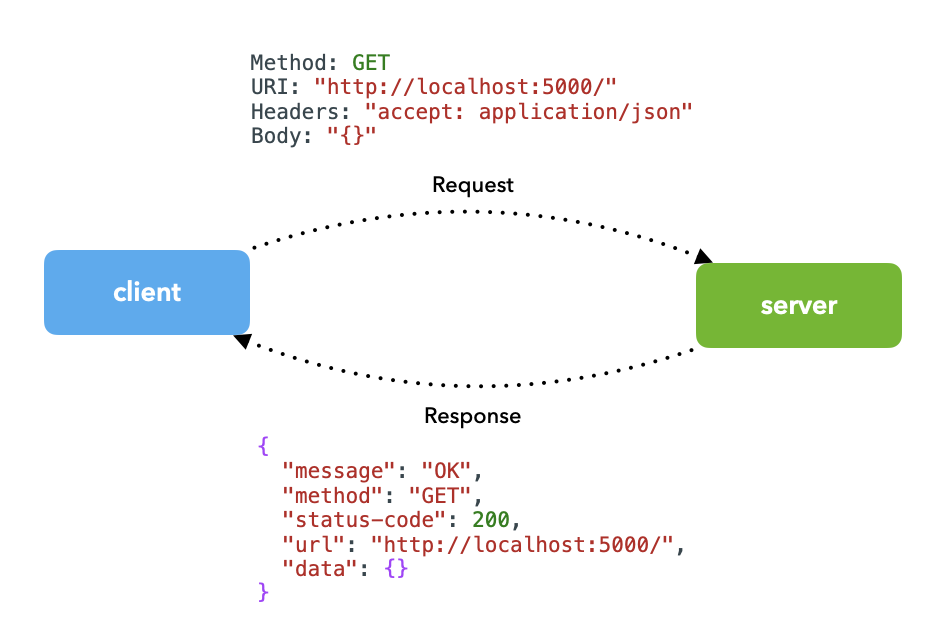 Method: GET
URI: "http://localhost:5000/"
Headers: "accept: application/json"
Body: "{}"
Request
client
server
Response
{
"message": "OK",
"method": "GET",
"status-code": 200,
"url": "http://localhost:5000/",
"data": {}
}